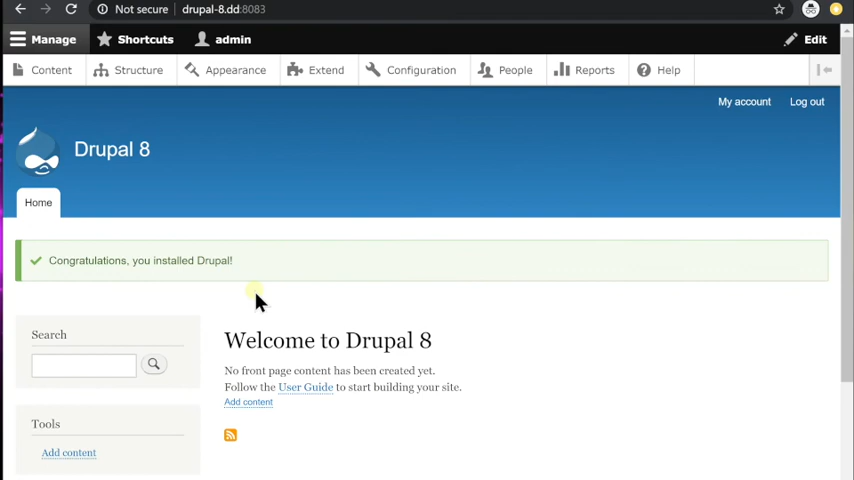 Not secure drupal-8.dd:8083
Manage Shortcuts admin Edit
Content Structure Appearance Extend Configuration People Reports Help
My account Log out
Drupal 8
Home
Congratulations, you installed Drupal!
Search
Welcome to Drupal 8
No front page content has been created yet.
Follow the User Guide to start building your site.
Add content
Tools
Add content